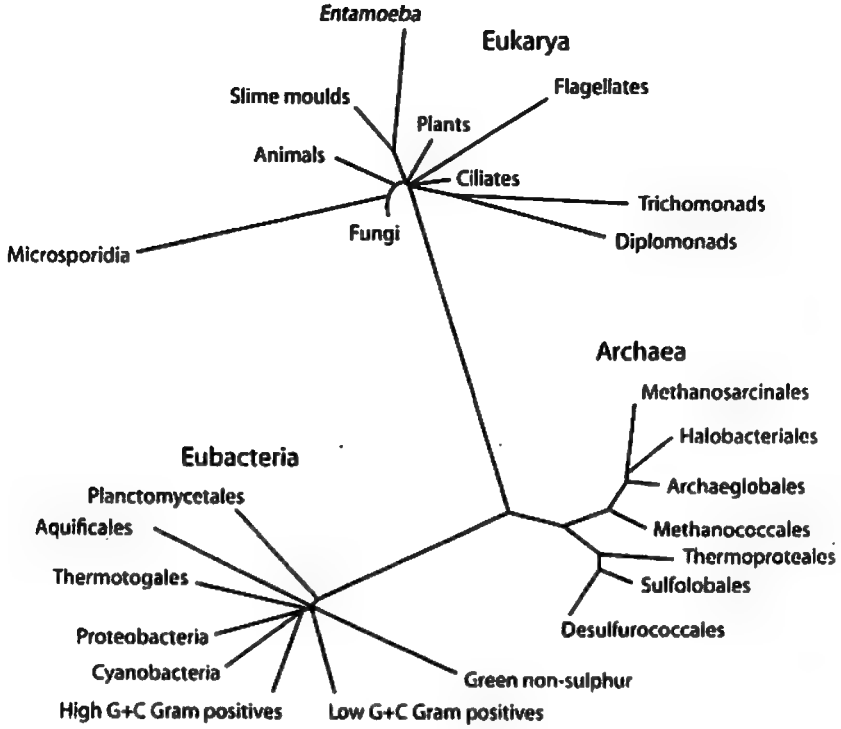 Entamoeba
Eukarya
Flagellates
Slime moulds
Plants
Animals
Ciliates
Trichomonads
Fungi
Diplomonads
Microsporidia
Archaea
Methanosarcinales
Halobacteriales
Eubacteria
Archaeglobales
Planctomycetales
Aquificales
Methanococcales
Thermoproteales
Thermotogales
Sulfolobales
Desulfurococcales
Proteobacteria
Cyanobacteria
Green non-sulphur
High G+C Gram positives
Low G+C Gram positives